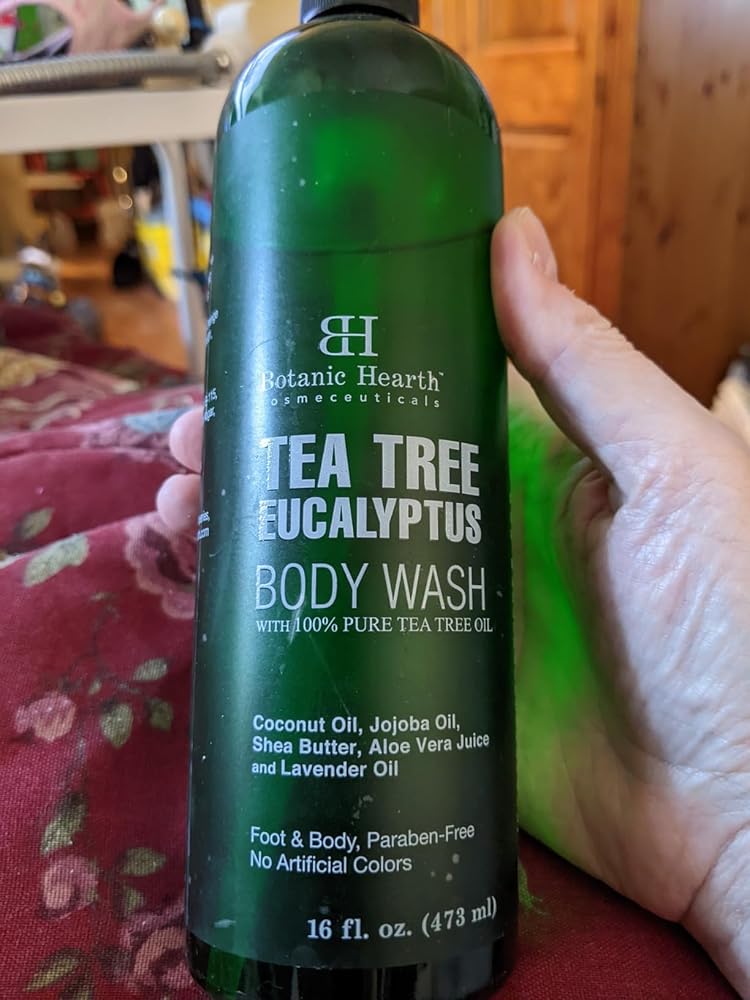 BH
Botanic Hearth™
osmeceuticals
TEA TREE
EUCALYPTUS
BODY WASH
WITH 100% PURE TEA TREE OIL
Coconut Oil, Jojoba Oil,
Shea Butter, Aloe Vera Juice
and Lavender Oil
Foot & Body, Paraben-Free
No Artificial Colors
16 fl. oz. (473 ml)